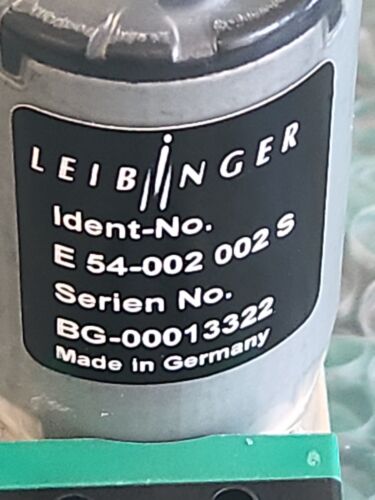 LEIBINGER
Ident-No.
E 54-002 002 S
Serien No.
BG-00013322
Made in Germany